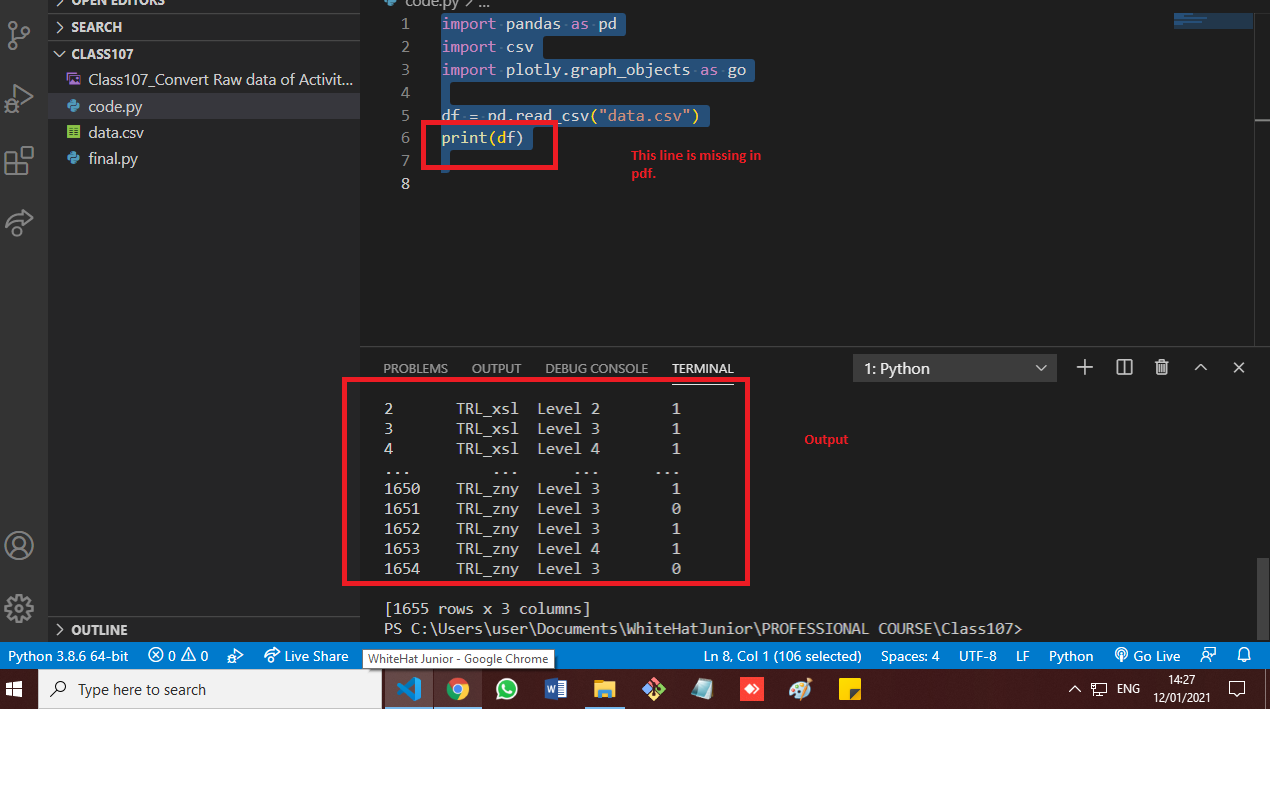 OPEN EDITORS
SEARCH
CLASS107
Class107_Convert Raw data of Activit...
code.py
data.csv
final.py
OUTLINE
code.py > ...
1 import pandas as pd
2 import csv
3 import plotly.graph_objects as go
4
5 df = pd.read_csv("data.csv")
6 print(df)
7
8
This line is missing in
pdf.
PROBLEMS OUTPUT DEBUG CONSOLE TERMINAL 1: Python
2 TRL_xsl Level 2 1
3 TRL_xsl Level 3 1
4 TRL_xsl Level 4 1
... ... ... ...
1650 TRL_zny Level 3 1
1651 TRL_zny Level 3 0
1652 TRL_zny Level 3 1
1653 TRL_zny Level 4 1
1654 TRL_zny Level 3 0
Output
[1655 rows x 3 columns]
PS C:\Users\user\Documents\WhiteHatJunior\PROFESSIONAL COURSE\Class107>
Python 3.8.6 64-bit 0 0 Live Share Ln 8, Col 1 (106 selected) Spaces: 4 UTF-8 LF Python Go Live
WhiteHat Junior - Google Chrome
Type here to search
ENG
14:27
12/01/2021